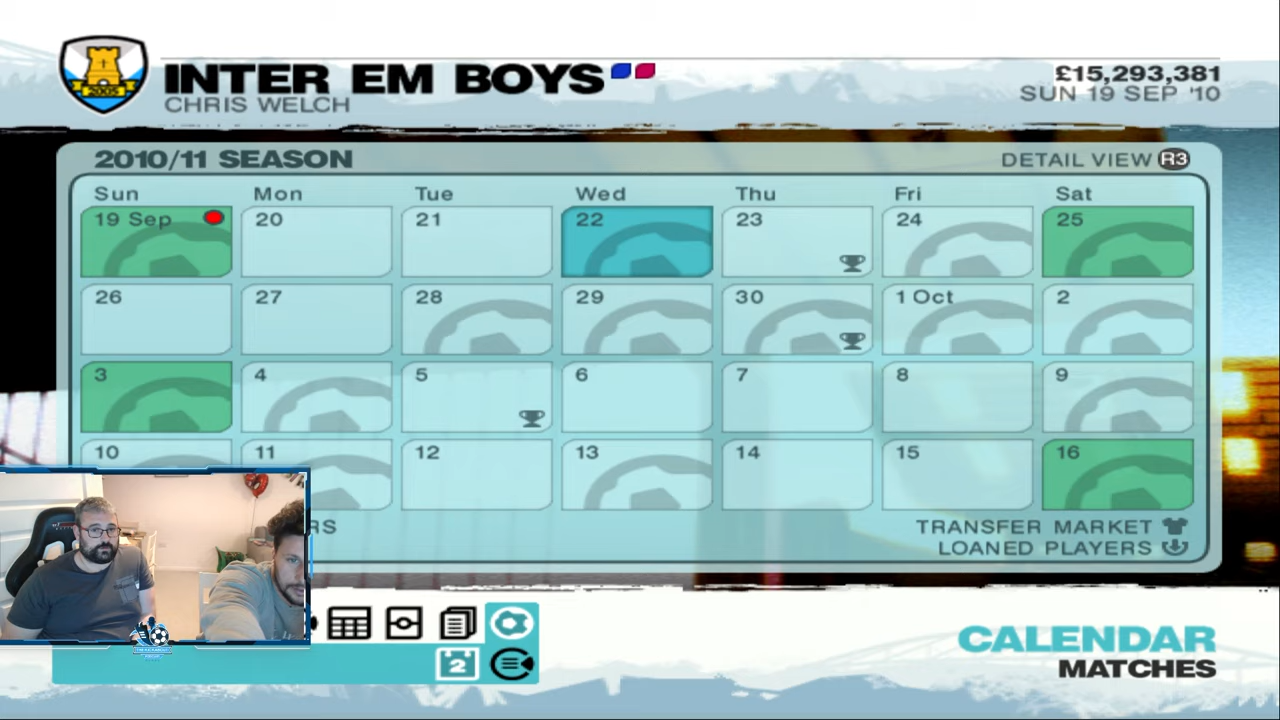 INTER EM BOYS
CHRIS WELCH
£15,293,381
SUN 19 SEP '10
2005
2010/11 SEASON
DETAIL VIEW R3
Sun Mon Tue Wed Thu Fri Sat
19 Sep 20 21 22 23 24 25
26 27 28 29 30 1 Oct 2
3 4 5 6 7 8 9
10 11 12 13 14 15 16
RS
TRANSFER MARKET
LOANED PLAYERS
2
CALENDAR
MATCHES